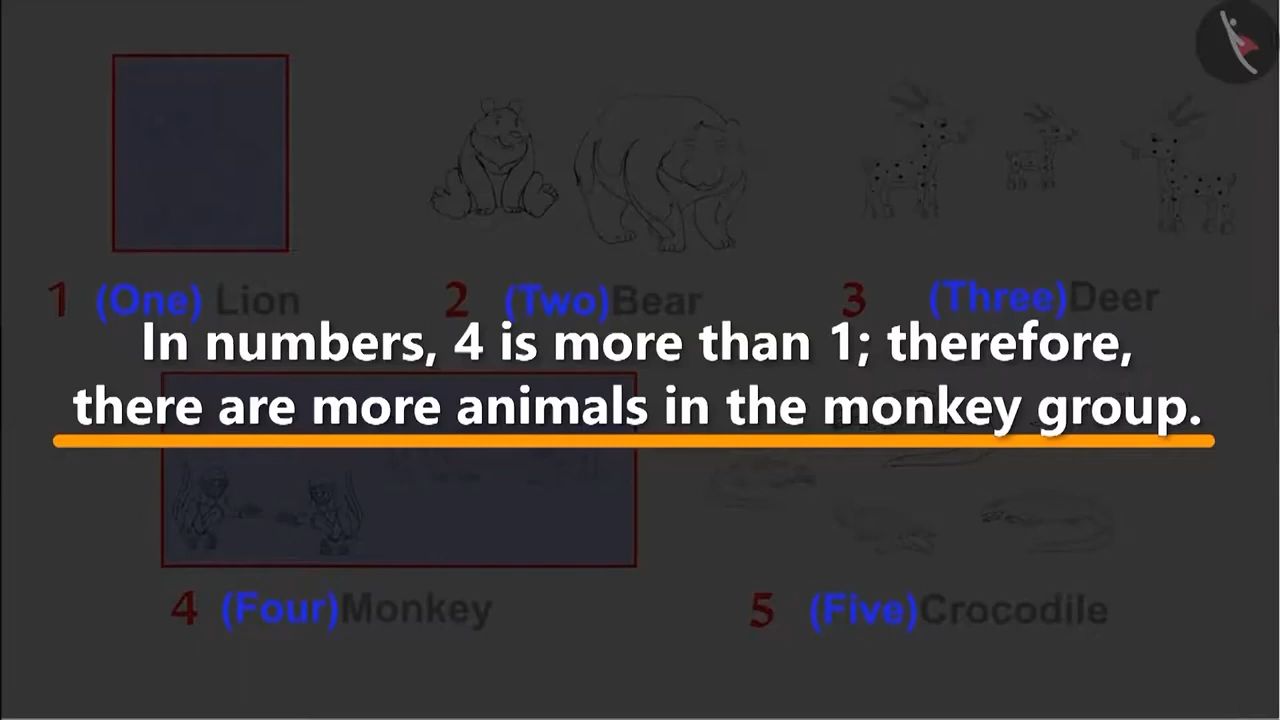 1 (One) Lion 2 (Two)Bear 3 (Three)Deer
In numbers, 4 is more than 1; therefore,
there are more animals in the monkey group.
4 (Four)Monkey 5 (Five)Crocodile